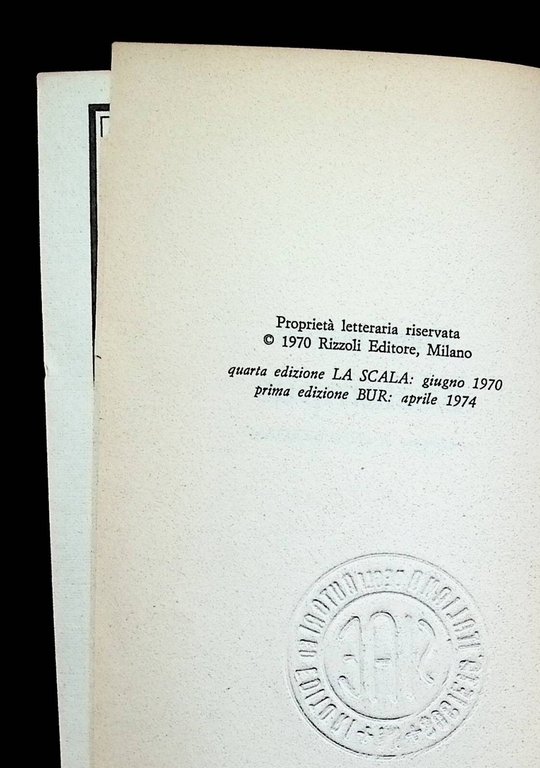 Proprietà letteraria riservata
© 1970 Rizzoli Editore, Milano
quarta edizione LA SCALA: giugno 1970
prima edizione BUR: aprile 1974